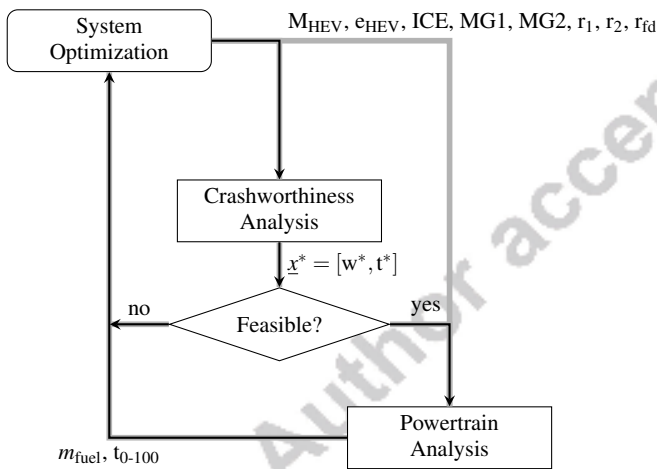 System
Optimization
M_HEV, e_HEV, ICE, MG1, MG2, r_1, r_2, r_fd
Crashworthiness
Analysis
x* = [w*, t*]
no
Feasible?
yes
Powertrain
Analysis
m_fuel, t_0-100
Author accep